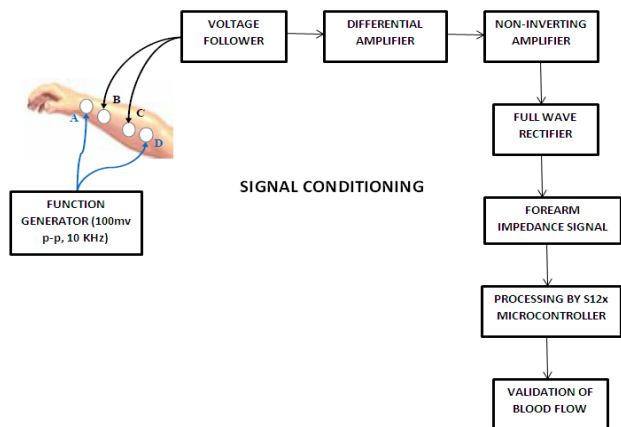 VOLTAGE
FOLLOWER
DIFFERENTIAL
AMPLIFIER
NON-INVERTING
AMPLIFIER
B
C
A
D
FULL WAVE
RECTIFIER
SIGNAL CONDITIONING
FUNCTION
GENERATOR (100mv
p-p, 10 KHz)
FOREARM
IMPEDANCE SIGNAL
PROCESSING BY S12x
MICROCONTROLLER
VALIDATION OF
BLOOD FLOW